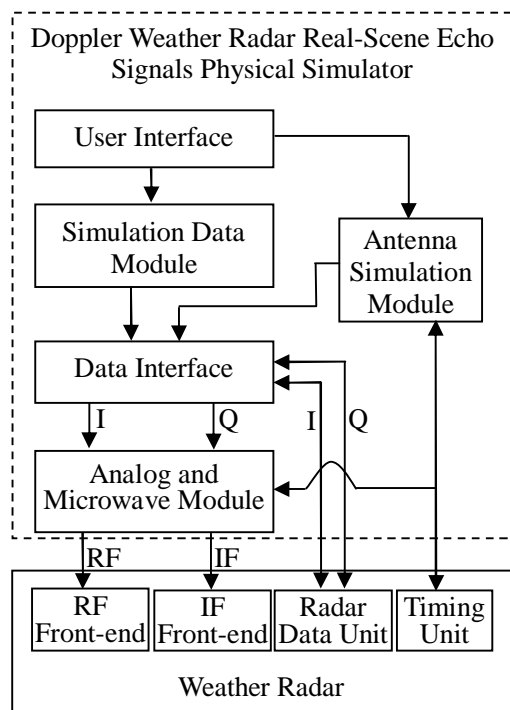 Doppler Weather Radar Real-Scene Echo
Signals Physical Simulator
User Interface
Simulation Data
Module
Antenna
Simulation
Module
Data Interface
I
Q
I
Q
Analog and
Microwave Module
RF
IF
RF
Front-end
IF
Front-end
Radar
Data Unit
Timing
Unit
Weather Radar